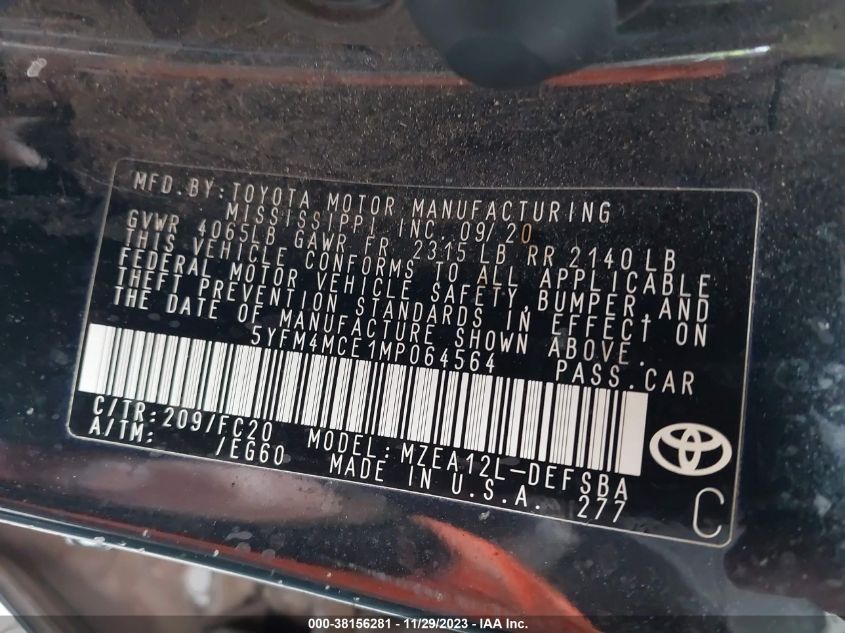 MFD.BY:TOYOTA MOTOR MANUFACTURING
MISSISSIPPI INC 09/20
GVWR 4065LB GAWR FR 2315 LB RR 2140 LB
THIS VEHICLE CONFORMS TO ALL APPLICABLE
FEDERAL MOTOR VEHICLE SAFETY,BUMPER,AND
THEFT PREVENTION STANDARDS IN EFFECT ON
THE DATE OF MANUFACTURE SHOWN ABOVE.
5YFM4MCE1MP064564 PASS.CAR
C/TR:209/FC20 MODEL:MZEA12L-DEFSBA
A/TM: /EG60 MADE IN U.S.A. 277
C
000-38156281 - 11/29/2023 - IAA Inc.